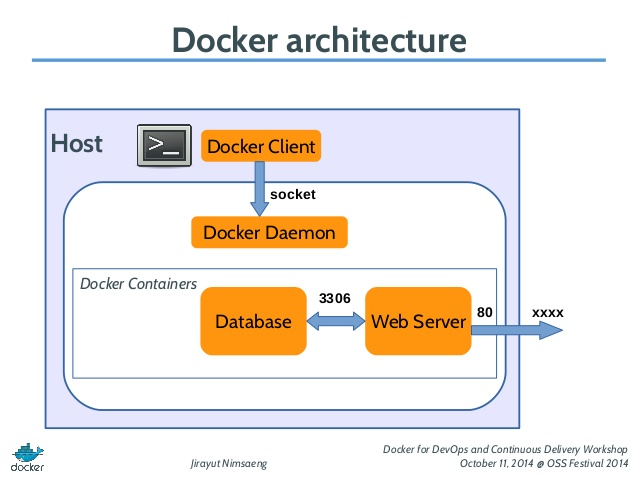 Docker architecture
Host
>_
Docker Client
socket
Docker Daemon
Docker Containers
Database
3306
Web Server
80
xxxx
docker
Jirayut Nimsaeng
Docker for DevOps and Continuous Delivery Workshop
October 11, 2014 @ OSS Festival 2014